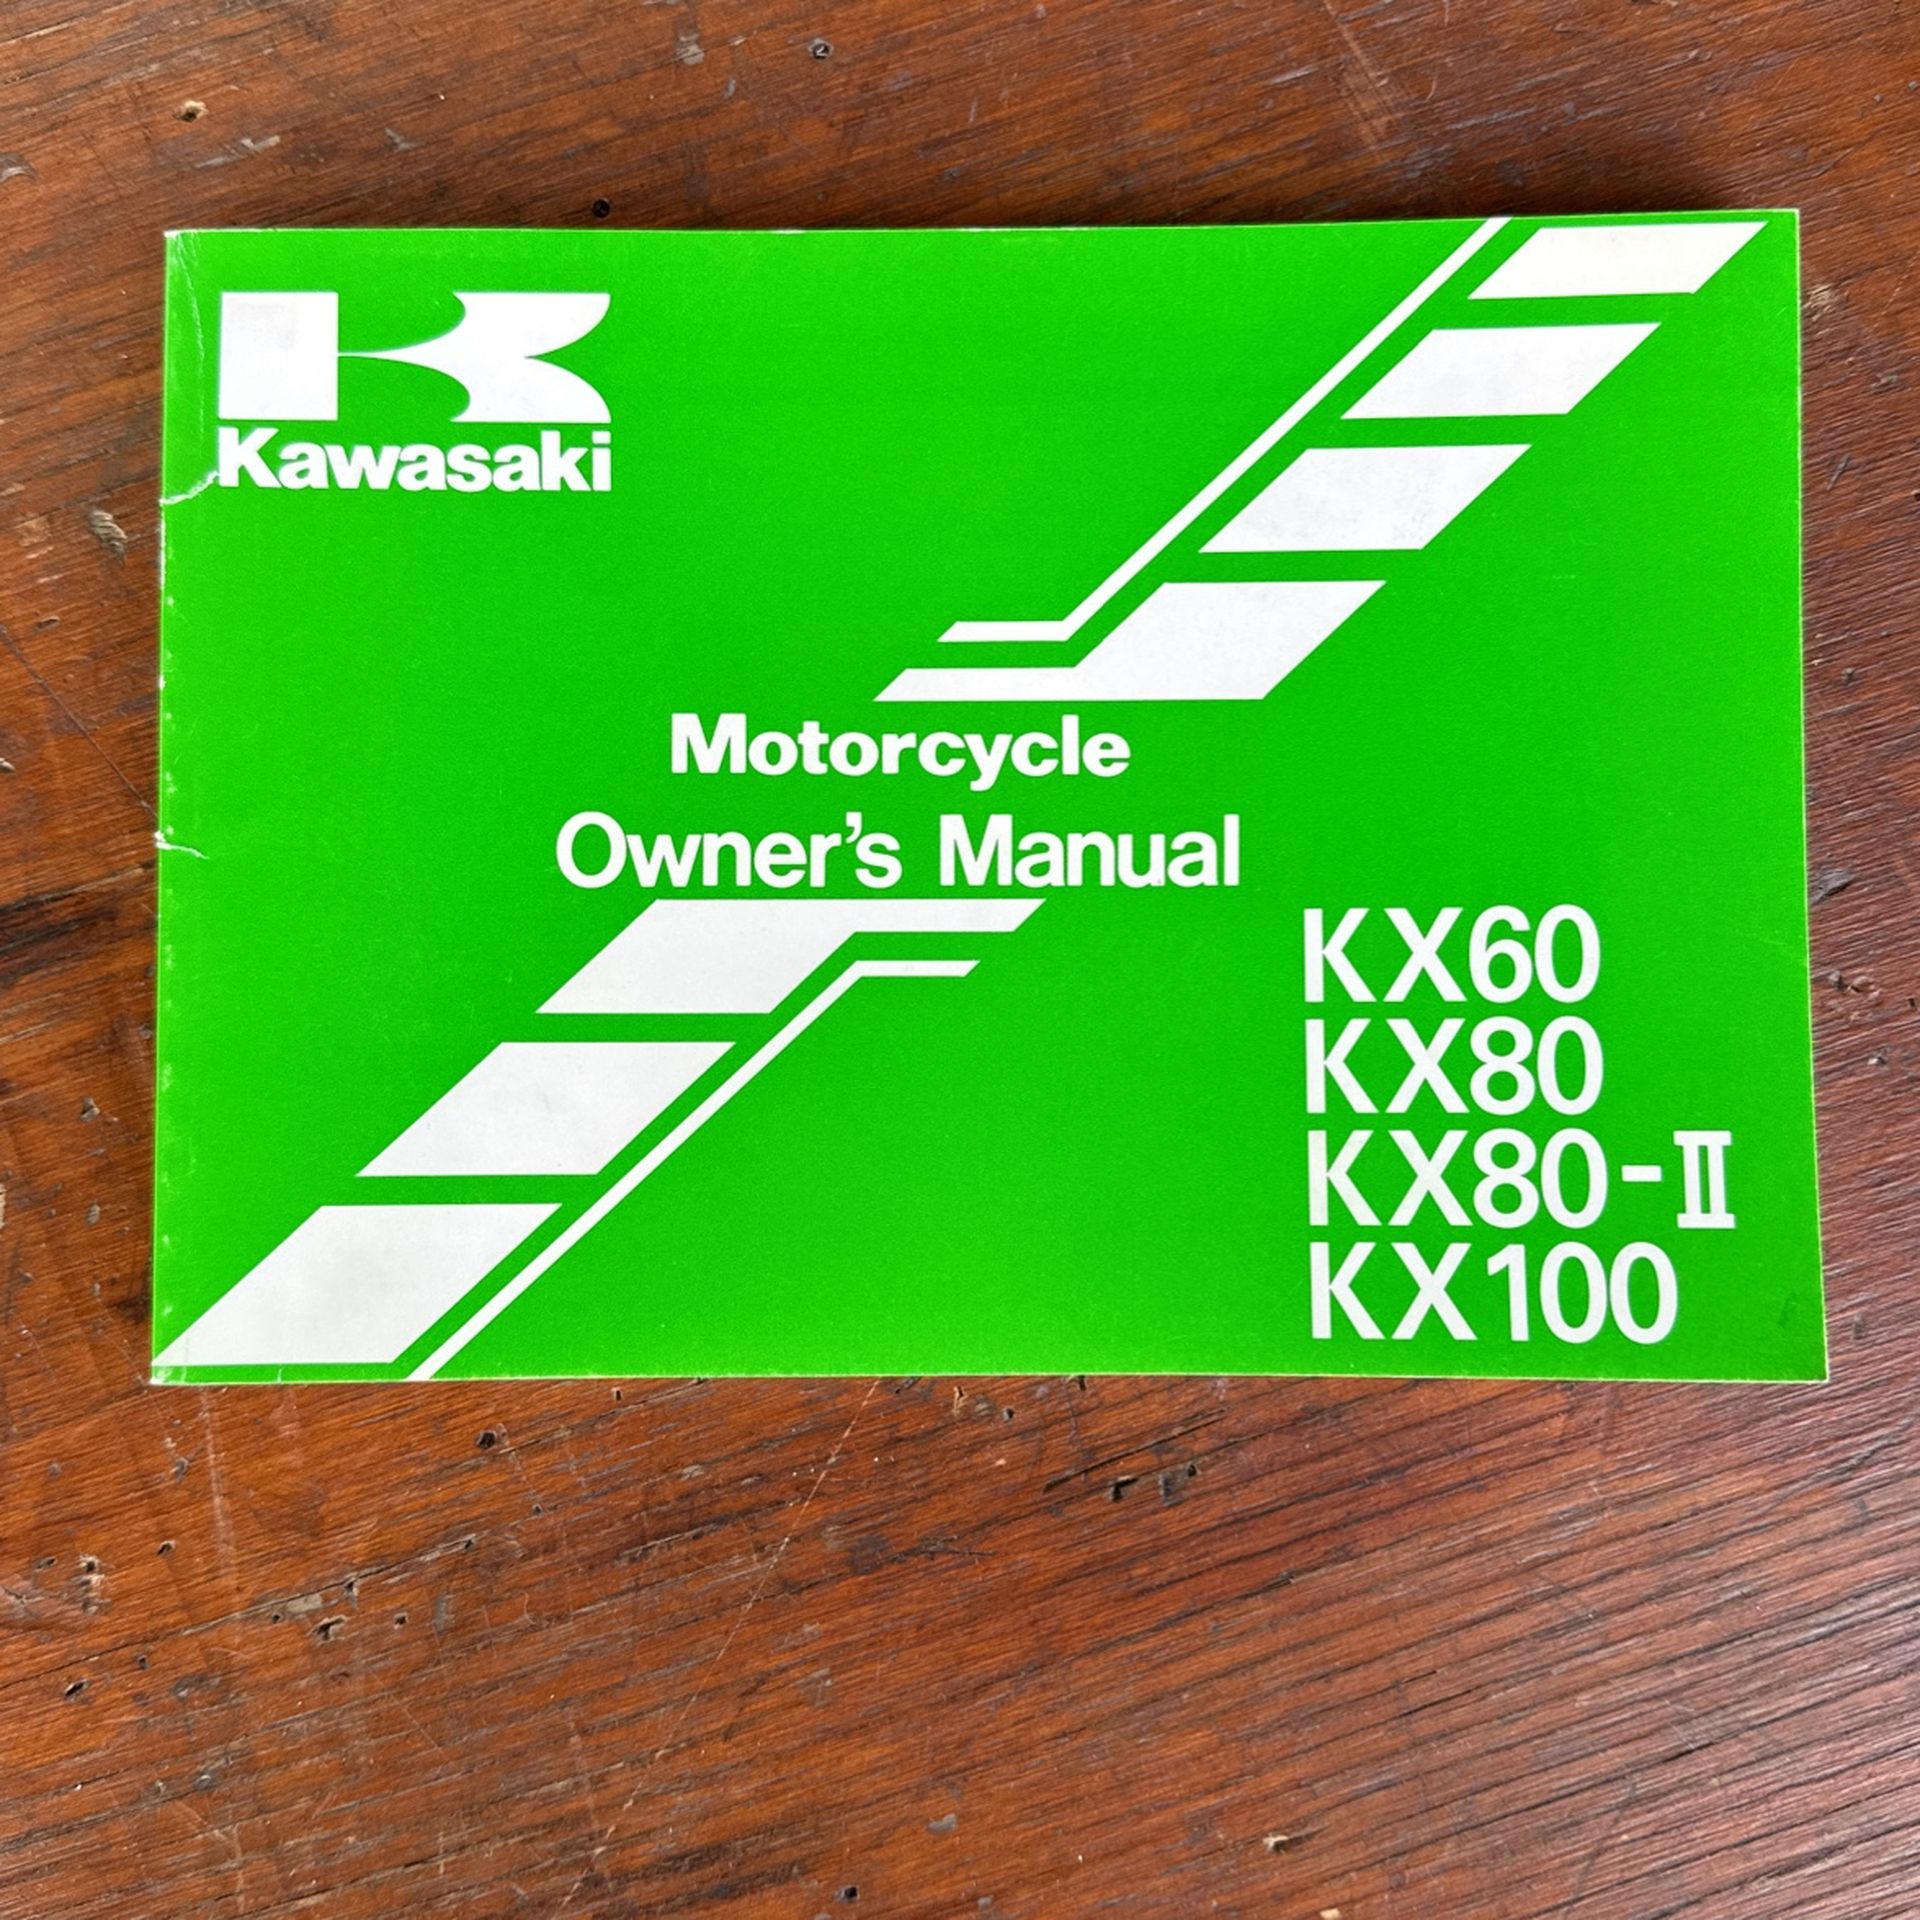 Kawasaki
Motorcycle
Owner's Manual
KX60
KX80
KX80-II
KX100